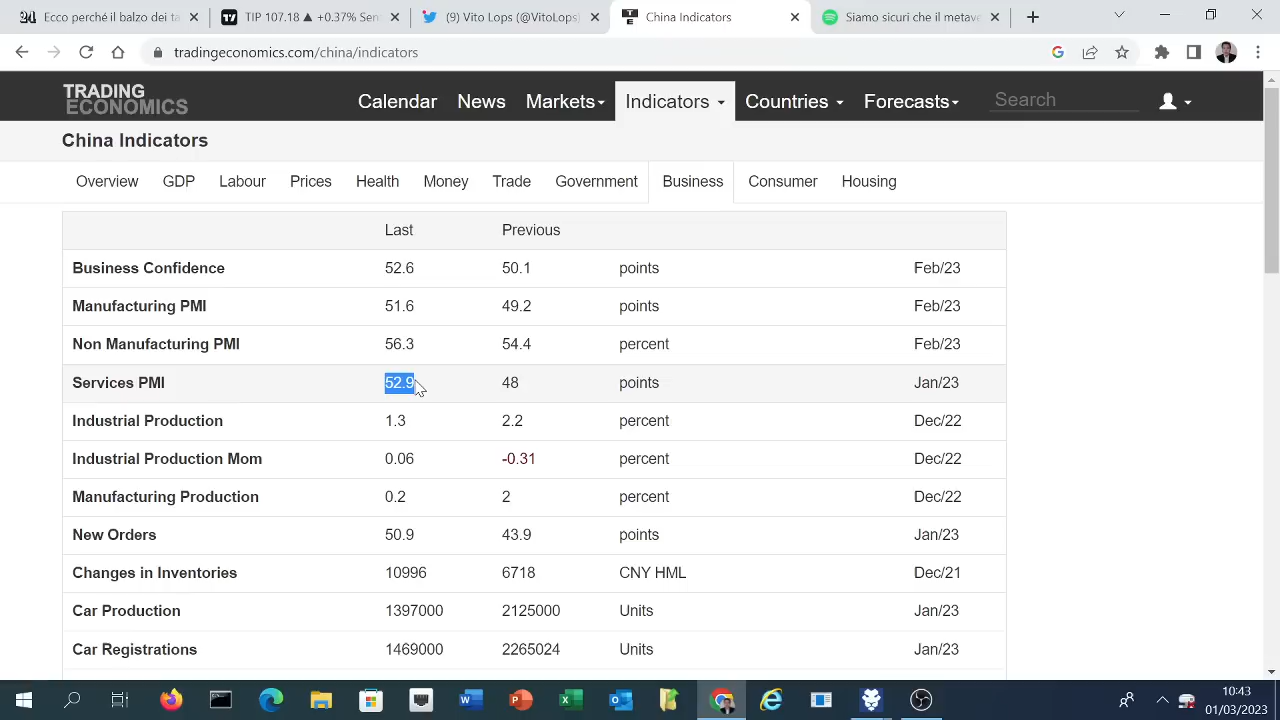 Ecco perché il bestro dei ta
TIP 107.18 ▲ +0.379% Sen
(9) Vito Lops (@VitoLops)
China Indicators
Siamo sicuri che il metave
tradingeconomics.com/china/indicators
TRADING
ECONOMICS
Calendar News Markets Indicators Countries Forecasts Search
China Indicators
Overview GDP Labour Prices Health Money Trade Government Business Consumer Housing
Last Previous
Business Confidence 52.6 50.1 points Feb/23
Manufacturing PMI 51.6 49.2 points Feb/23
Non Manufacturing PMI 56.3 54.4 percent Feb/23
Services PMI 52.9 48 points Jan/23
Industrial Production 1.3 2.2 percent Dec/22
Industrial Production Mom 0.06 -0.31 percent Dec/22
Manufacturing Production 0.2 2 percent Dec/22
New Orders 50.9 43.9 points Jan/23
Changes in Inventories 10996 6718 CNY HML Dec/21
Car Production 1397000 2125000 Units Jan/23
Car Registrations 1469000 2265024 Units Jan/23
10:43
01/03/2023